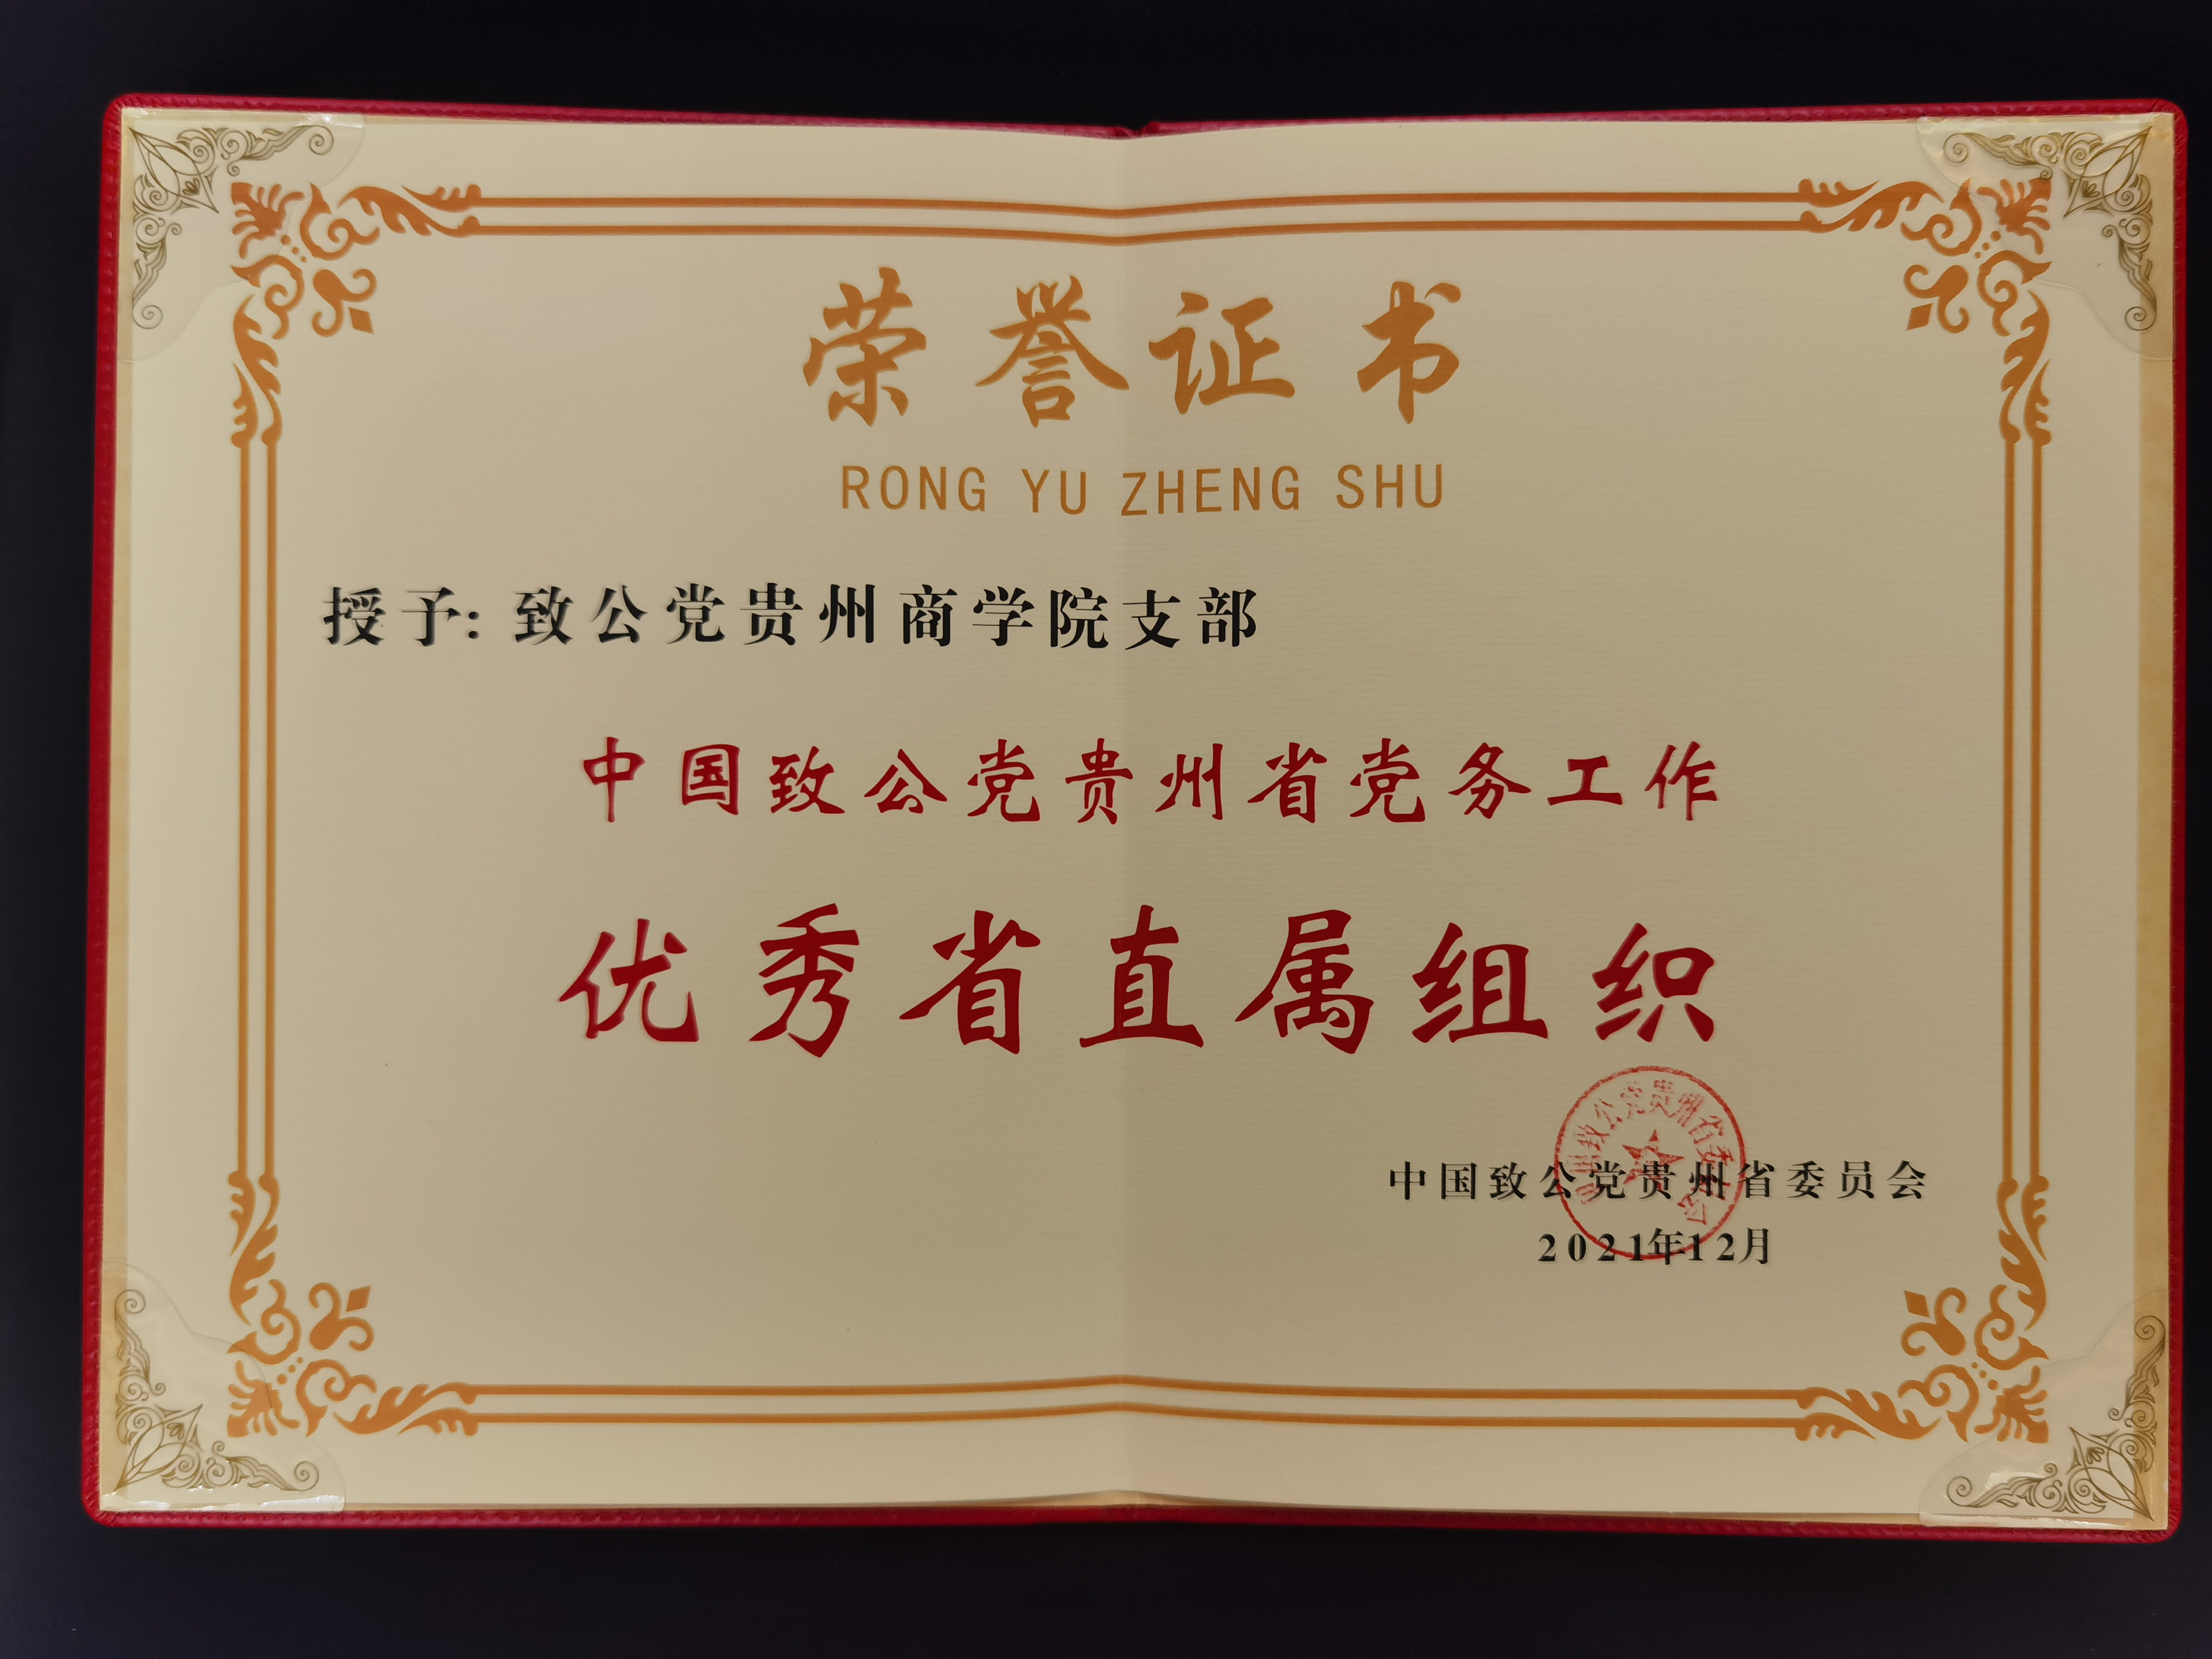 荣誉证书
RONG YU ZHENG SHU
授予：致公党贵州商学院支部
中国致公党贵州省党务工作
优秀省直属组织
中国致公党贵州省委员会
2021年12月